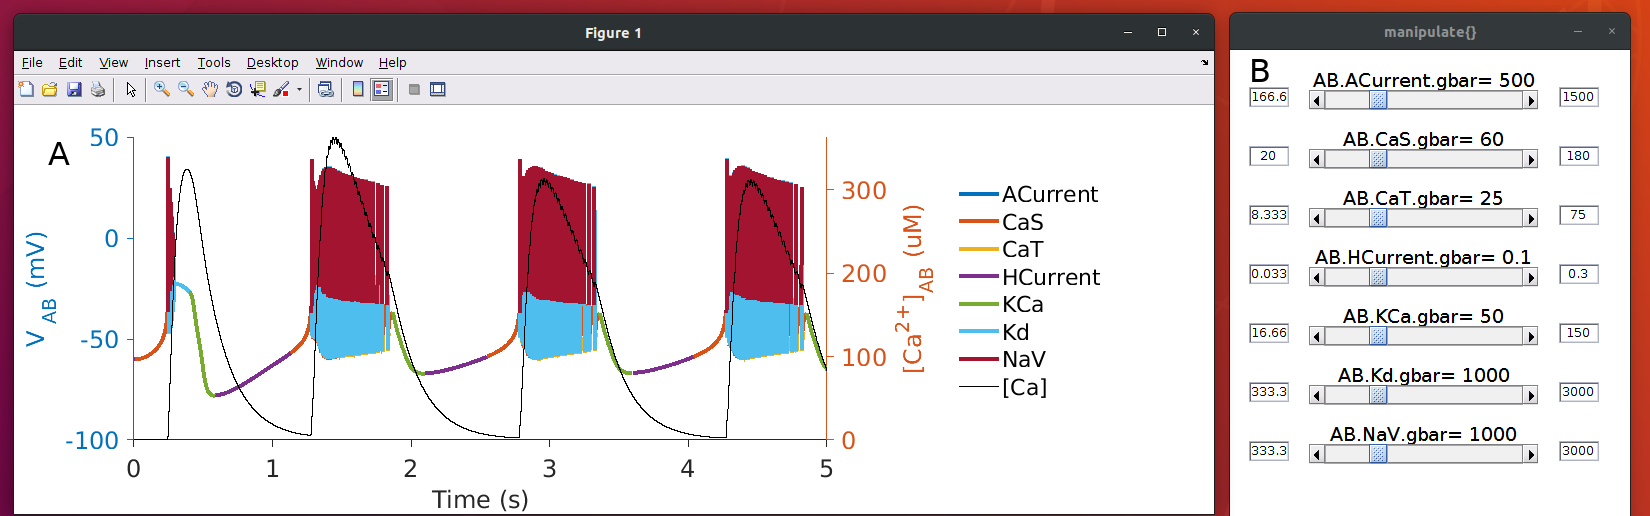 Figure 1
File Edit View Insert Tools Desktop Window Help
A
50
0
-50
-100
V AB (mV)
0 1 2 3 4 5
Time (s)
300
200
100
0
[Ca2+]AB (uM)
ACurrent
CaS
CaT
HCurrent
KCa
Kd
NaV
[Ca]
manipulate{}
B
AB.ACurrent.gbar= 500
166.6 1500
AB.CaS.gbar= 60
20 180
AB.CaT.gbar= 25
8.333 75
AB.HCurrent.gbar= 0.1
0.033 0.3
AB.KCa.gbar= 50
16.66 150
AB.Kd.gbar= 1000
333.3 3000
AB.NaV.gbar= 1000
333.3 3000